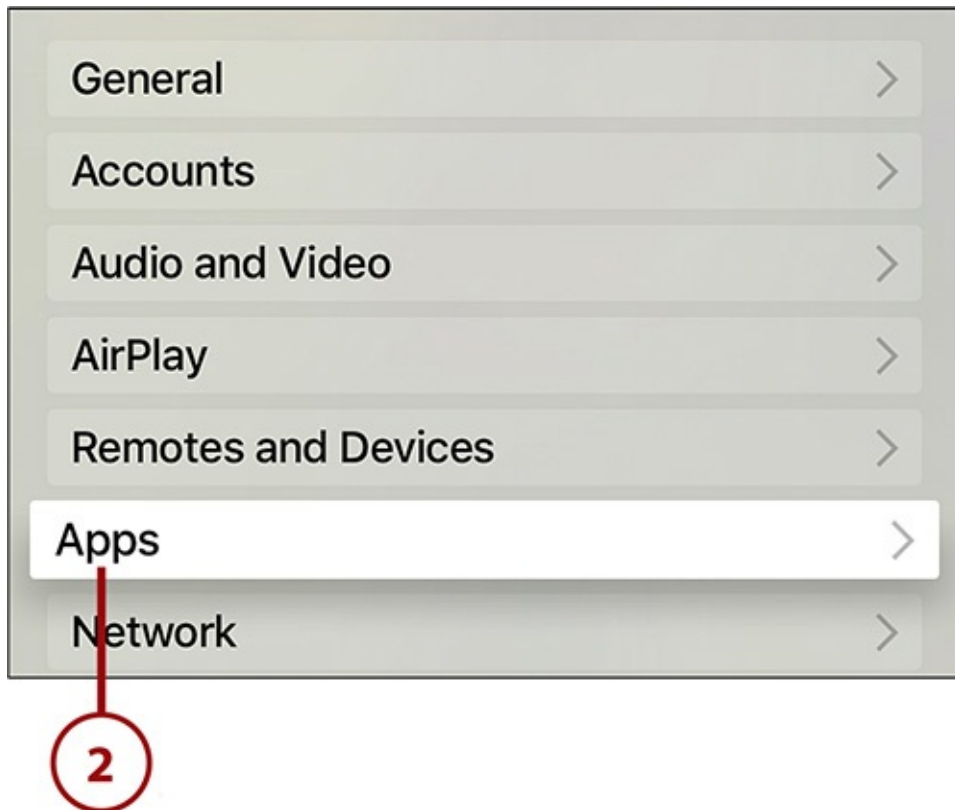 General
Accounts
Audio and Video
AirPlay
Remotes and Devices
Apps
Network
2